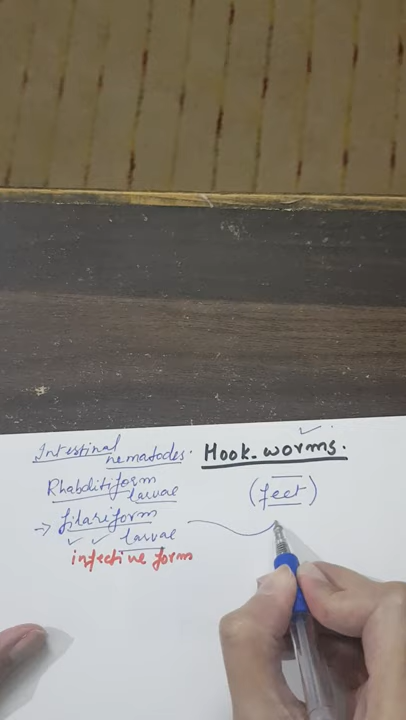 Intestinal
nematodes. Hook-worms.
Rhabditiform
larvae
(feet)
filariform
larvae
infective form